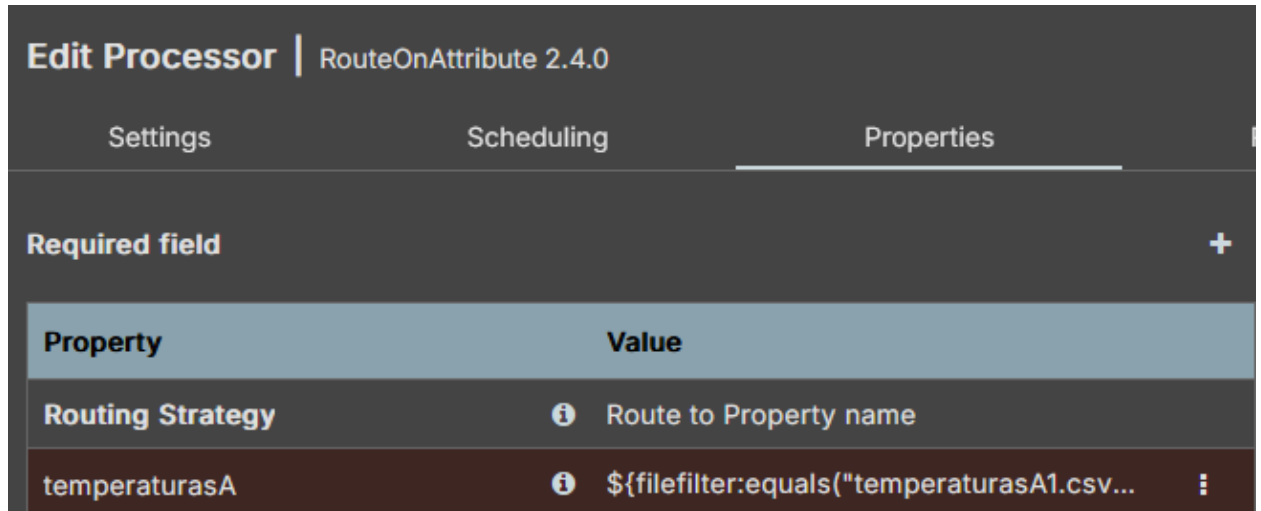 Edit Processor | RouteOnAttribute 2.4.0
Settings Scheduling Properties
Required field +
Property Value
Routing Strategy Route to Property name
temperaturasA ${filefilter:equals("temperaturasA1.csv...